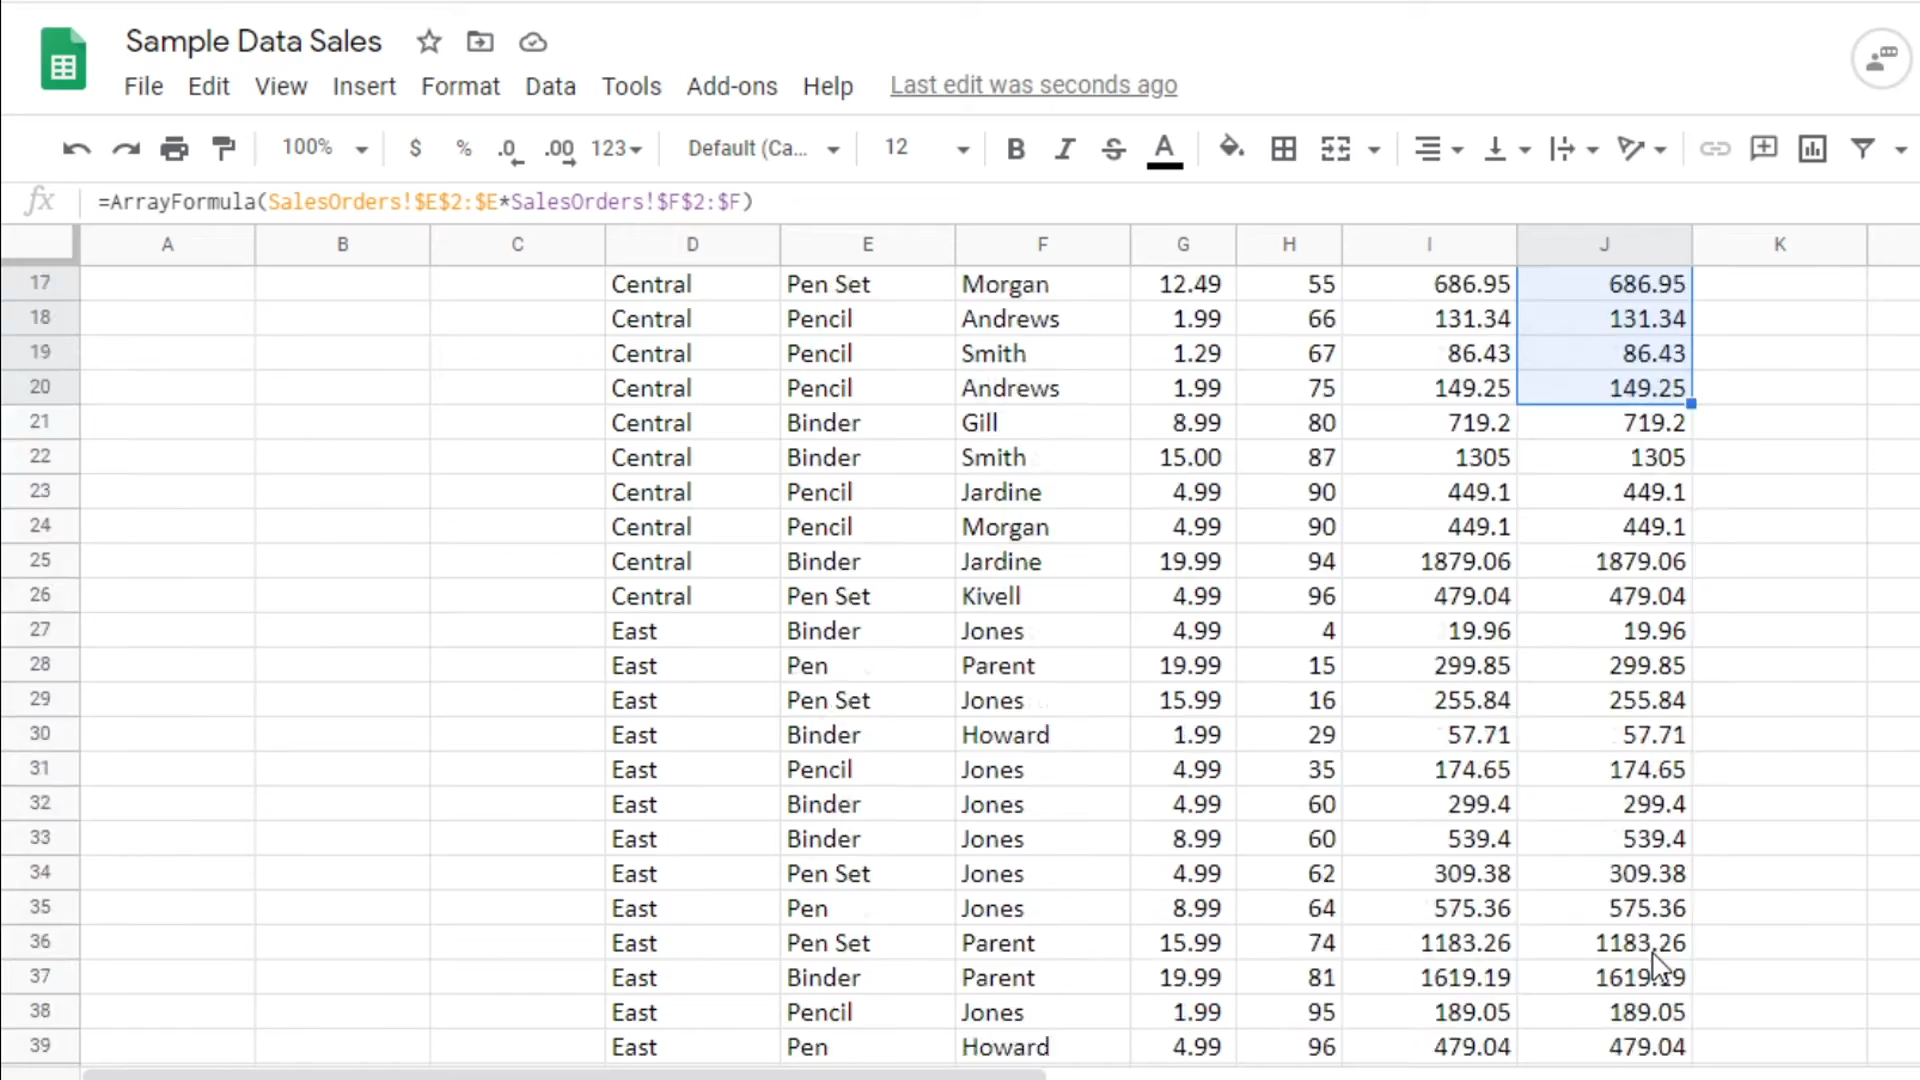 Sample Data Sales
File Edit View Insert Format Data Tools Add-ons Help Last edit was seconds ago
100% $ % .0 .00 123 Default (Ca... 12 B I S A
fx =ArrayFormula(SalesOrders!$E$2:$E*SalesOrders!$F$2:$F)
A B C D E F G H I J K
17 Central Pen Set Morgan 12.49 55 686.95 686.95
18 Central Pencil Andrews 1.99 66 131.34 131.34
19 Central Pencil Smith 1.29 67 86.43 86.43
20 Central Pencil Andrews 1.99 75 149.25 149.25
21 Central Binder Gill 8.99 80 719.2 719.2
22 Central Binder Smith 15.00 87 1305 1305
23 Central Pencil Jardine 4.99 90 449.1 449.1
24 Central Pencil Morgan 4.99 90 449.1 449.1
25 Central Binder Jardine 19.99 94 1879.06 1879.06
26 Central Pen Set Kivell 4.99 96 479.04 479.04
27 East Binder Jones 4.99 4 19.96 19.96
28 East Pen Parent 19.99 15 299.85 299.85
29 East Pen Set Jones 15.99 16 255.84 255.84
30 East Binder Howard 1.99 29 57.71 57.71
31 East Pencil Jones 4.99 35 174.65 174.65
32 East Binder Jones 4.99 60 299.4 299.4
33 East Binder Jones 8.99 60 539.4 539.4
34 East Pen Set Jones 4.99 62 309.38 309.38
35 East Pen Jones 8.99 64 575.36 575.36
36 East Pen Set Parent 15.99 74 1183.26 1183.26
37 East Binder Parent 19.99 81 1619.19 1619.19
38 East Pencil Jones 1.99 95 189.05 189.05
39 East Pen Howard 4.99 96 479.04 479.04